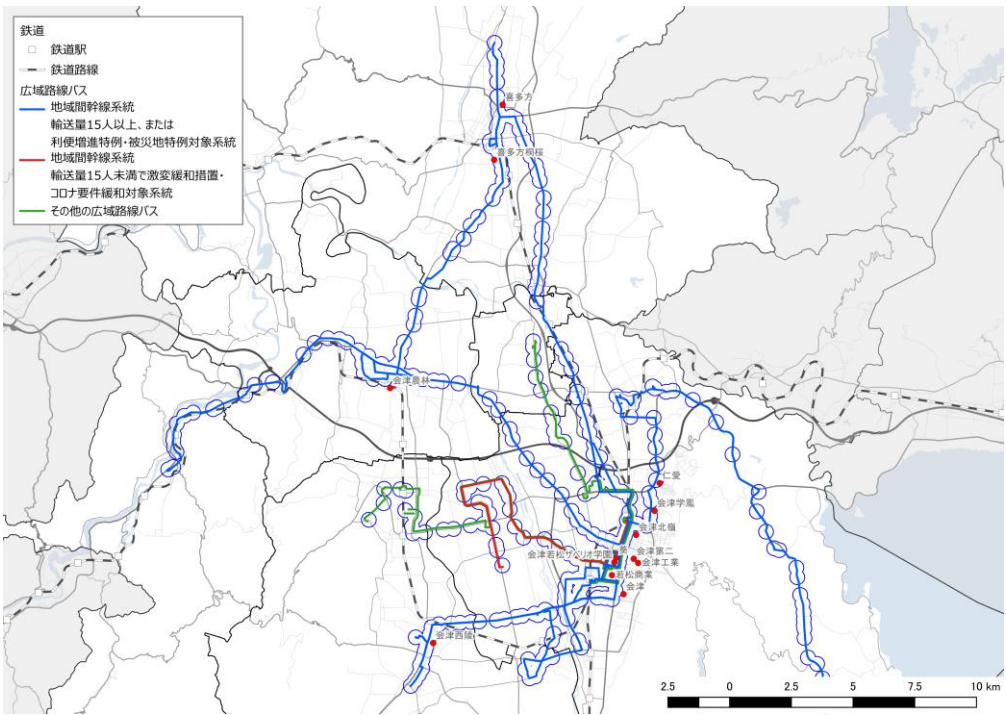 鉄道
鉄道駅
鉄道路線
広域路線バス
地域間幹線系統
輸送量15人以上、または
利便増進特例・被災地特例対象系統
地域間幹線系統
輸送量15人未満で激変緩和措置・
コロナ要件緩和対象系統
その他の広域路線バス
喜多方
喜多方桐桜
会津農林
仁愛
会津学鳳
会津北嶺
葵
会津若松ザベリオ学園
会津第二
会津工業
若松商業
会津
会津西陵
2.5 0 2.5 5 7.5 10 km